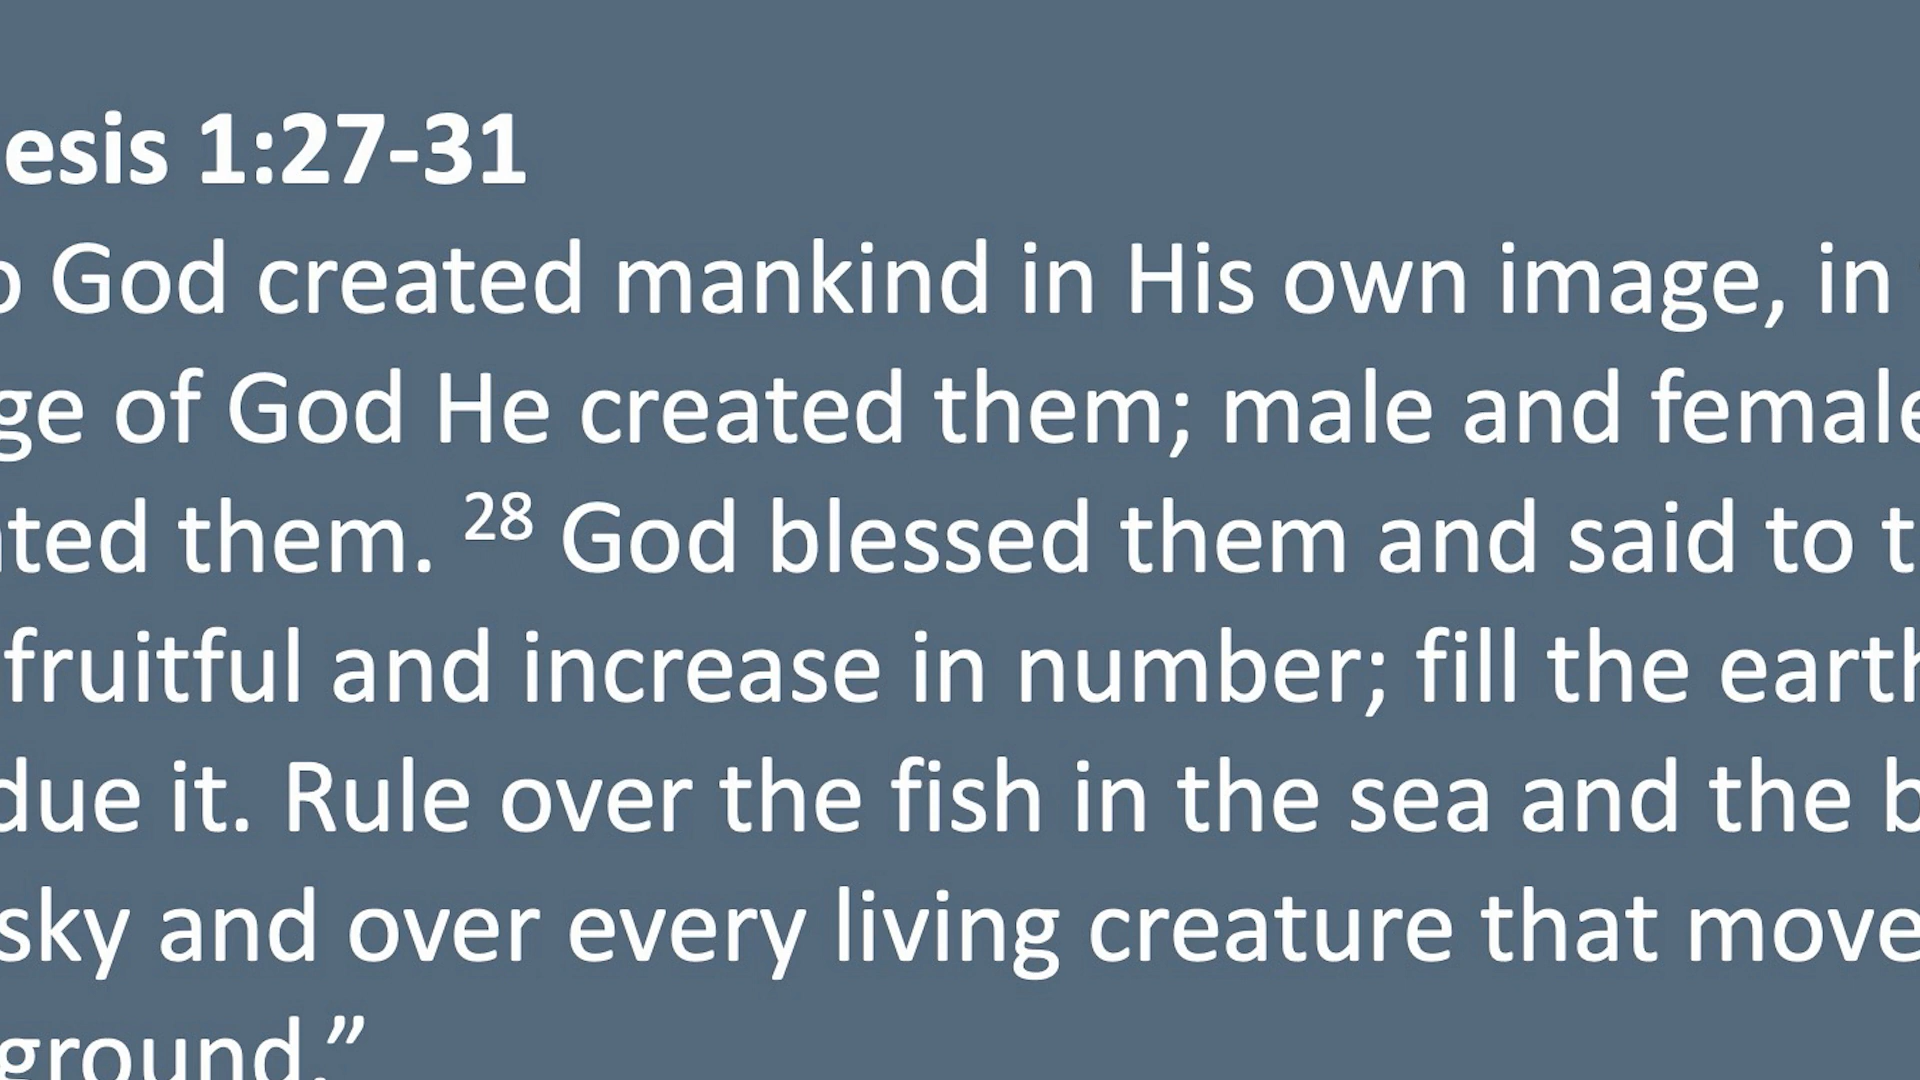 esis 1:27-31
o God created mankind in His own image, in
ge of God He created them; male and female
ated them. 28 God blessed them and said to t
fruitful and increase in number; fill the earth
due it. Rule over the fish in the sea and the b
sky and over every living creature that move
ground.”